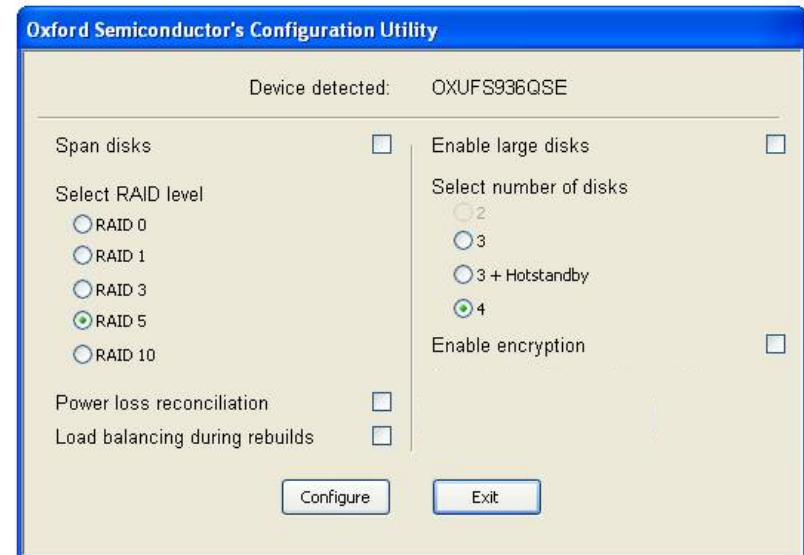 Oxford Semiconductor's Configuration Utility
Device detected: OXUFS936QSE
Span disks
Select RAID level
RAID 0
RAID 1
RAID 3
RAID 5
RAID 10
Power loss reconciliation
Load balancing during rebuilds
Enable large disks
Select number of disks
2
3
3 + Hotstandby
4
Enable encryption
Configure
Exit